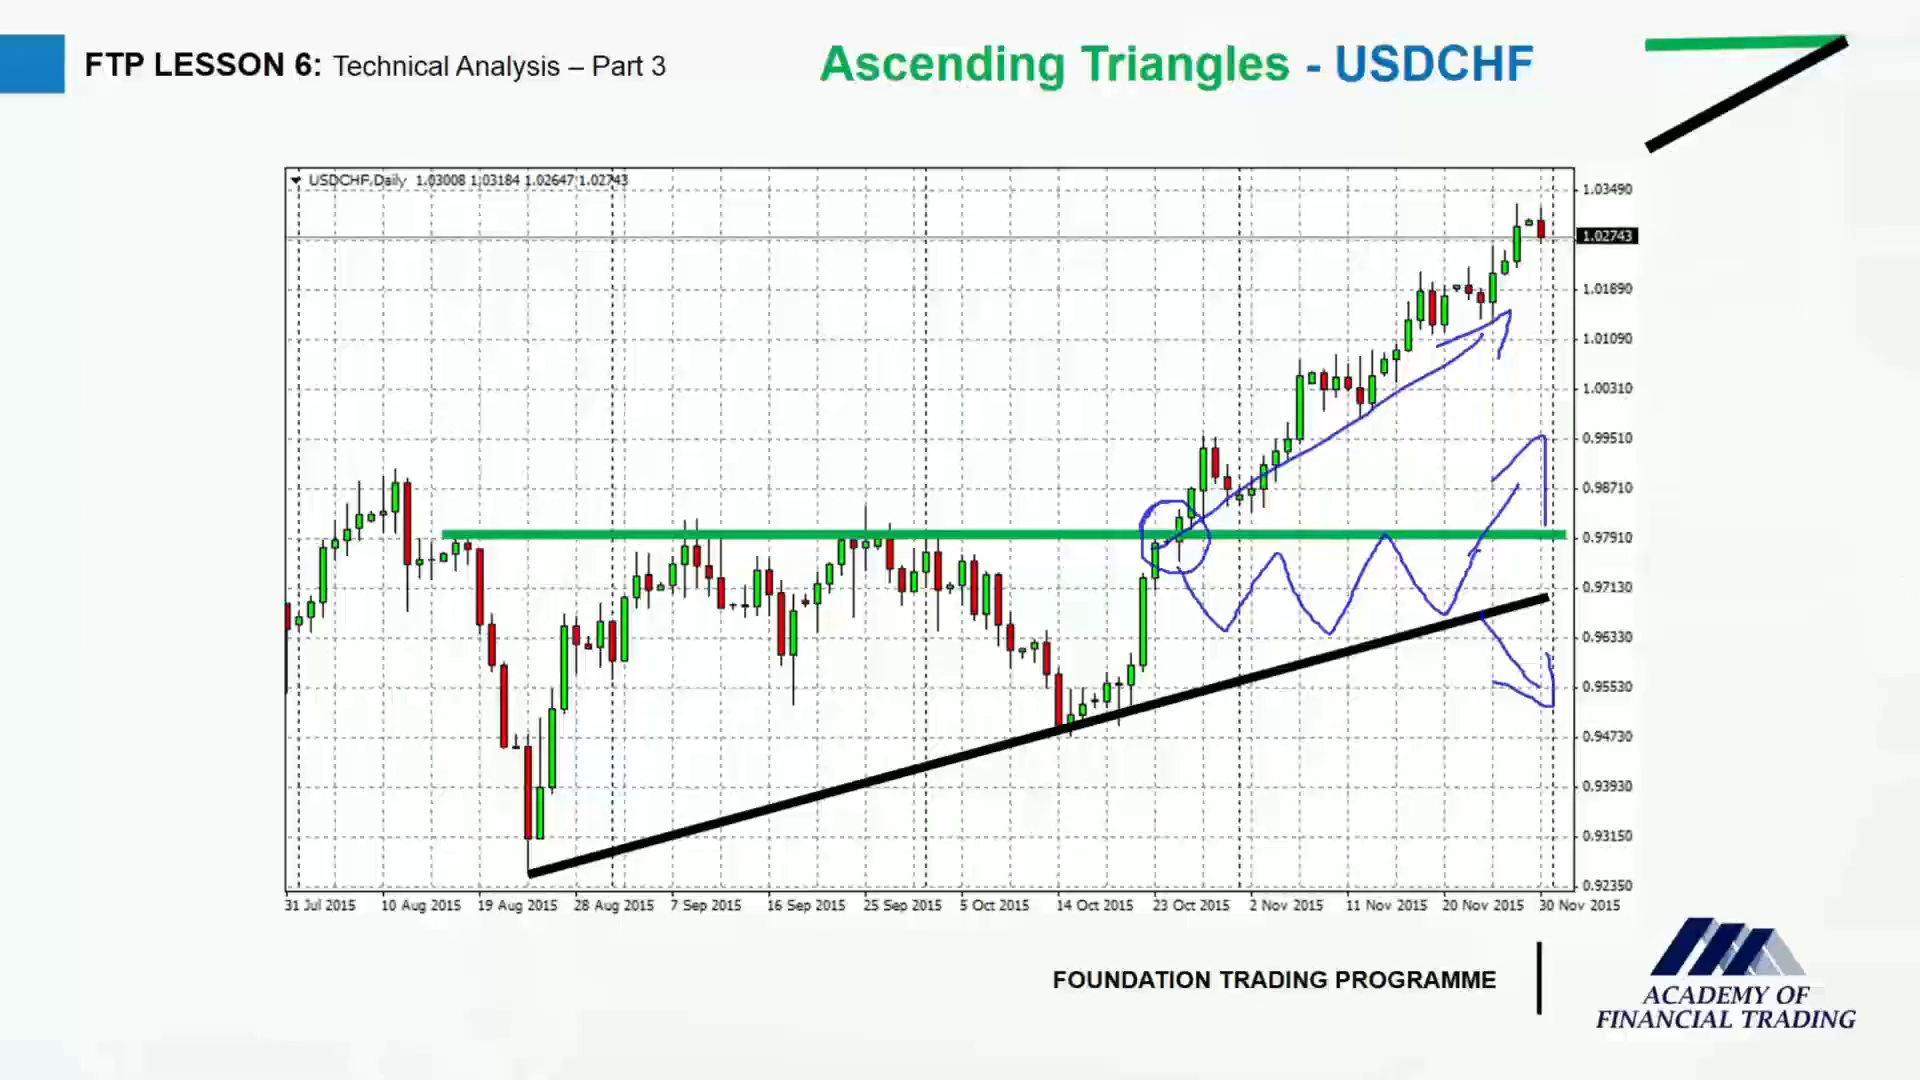 FTP LESSON 6: Technical Analysis – Part 3
Ascending Triangles - USDCHF
USDCHF,Daily 1.03008 1.03184 1.02647 1.02743
1.03490
1.02743
1.01890
1.01090
1.00310
0.99510
0.98710
0.97910
0.97130
0.96330
0.95530
0.94730
0.93930
0.93150
0.92350
31 Jul 2015 10 Aug 2015 19 Aug 2015 28 Aug 2015 7 Sep 2015 16 Sep 2015 25 Sep 2015 5 Oct 2015 14 Oct 2015 23 Oct 2015 2 Nov 2015 11 Nov 2015 20 Nov 2015 30 Nov 2015
FOUNDATION TRADING PROGRAMME
ACADEMY OF
FINANCIAL TRADING